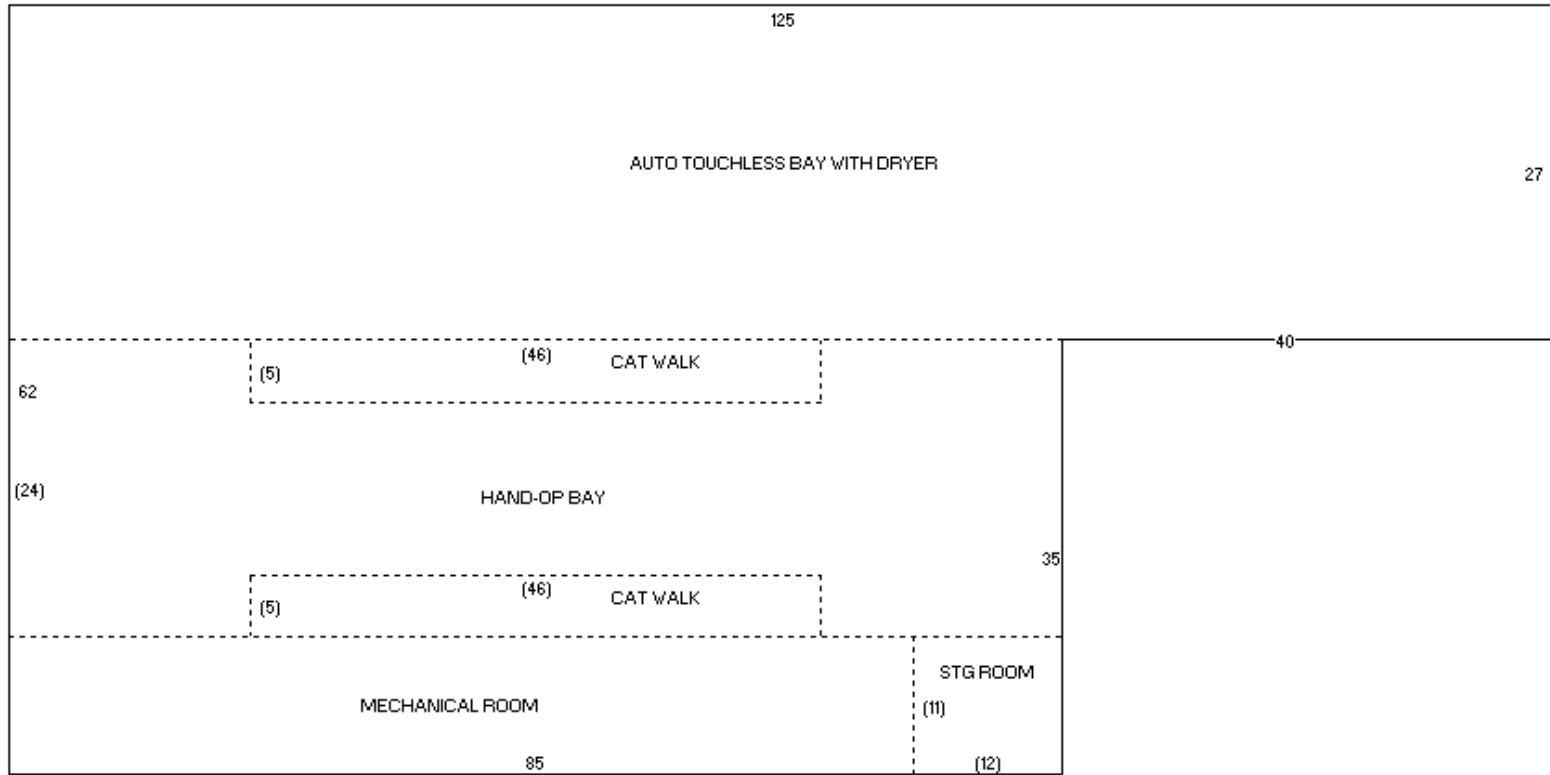 125
AUTO TOUCHLESS BAY WITH DRYER
27
40
(46) CAT WALK
(5)
62
(24)
HAND-OP BAY
35
(46) CAT WALK
(5)
STG ROOM
MECHANICAL ROOM
(11)
85
(12)